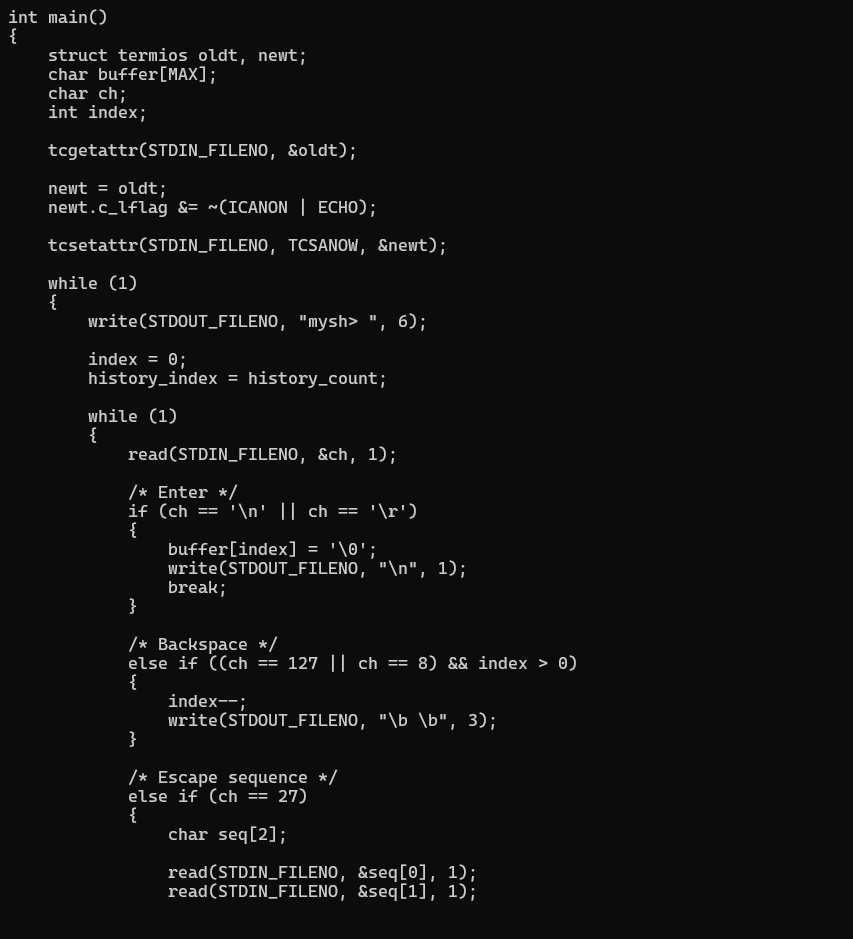 int main()
{
    struct termios oldt, newt;
    char buffer[MAX];
    char ch;
    int index;

    tcgetattr(STDIN_FILENO, &oldt);

    newt = oldt;
    newt.c_lflag &= ~(ICANON | ECHO);

    tcsetattr(STDIN_FILENO, TCSANOW, &newt);

    while (1)
    {
        write(STDOUT_FILENO, "mysh> ", 6);

        index = 0;
        history_index = history_count;

        while (1)
        {
            read(STDIN_FILENO, &ch, 1);

            /* Enter */
            if (ch == '\n' || ch == '\r')
            {
                buffer[index] = '\0';
                write(STDOUT_FILENO, "\n", 1);
                break;
            }

            /* Backspace */
            else if ((ch == 127 || ch == 8) && index > 0)
            {
                index--;
                write(STDOUT_FILENO, "\b \b", 3);
            }

            /* Escape sequence */
            else if (ch == 27)
            {
                char seq[2];

                read(STDIN_FILENO, &seq[0], 1);
                read(STDIN_FILENO, &seq[1], 1);